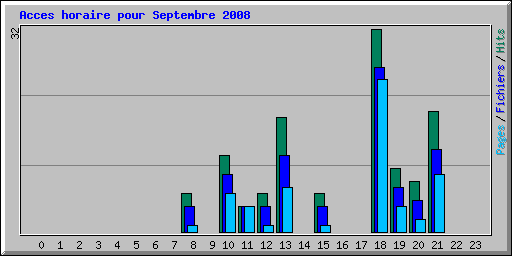 Acces horaire pour Septembre 2008
32
Pages / Fichiers / Hits
0 1 2 3 4 5 6 7 8 9 10 11 12 13 14 15 16 17 18 19 20 21 22 23